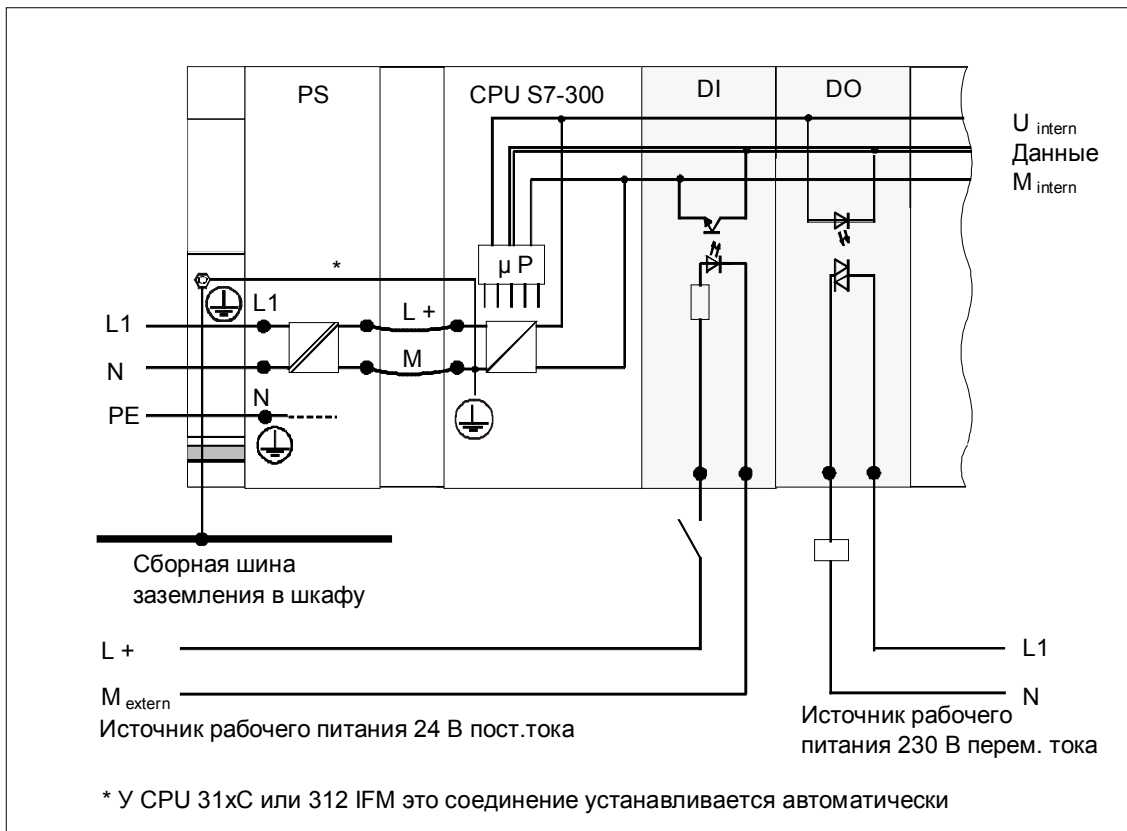 PS
CPU S7-300
DI
DO
U intern
Данные
M intern
µ P
*
L1
L +
L1
N
M
N
PE
Сборная шина
заземления в шкафу
L +
M extern
Источник рабочего питания 24 В пост.тока
L1
N
Источник рабочего
питания 230 В перем. тока
* У CPU 31xC или 312 IFM это соединение устанавливается автоматически